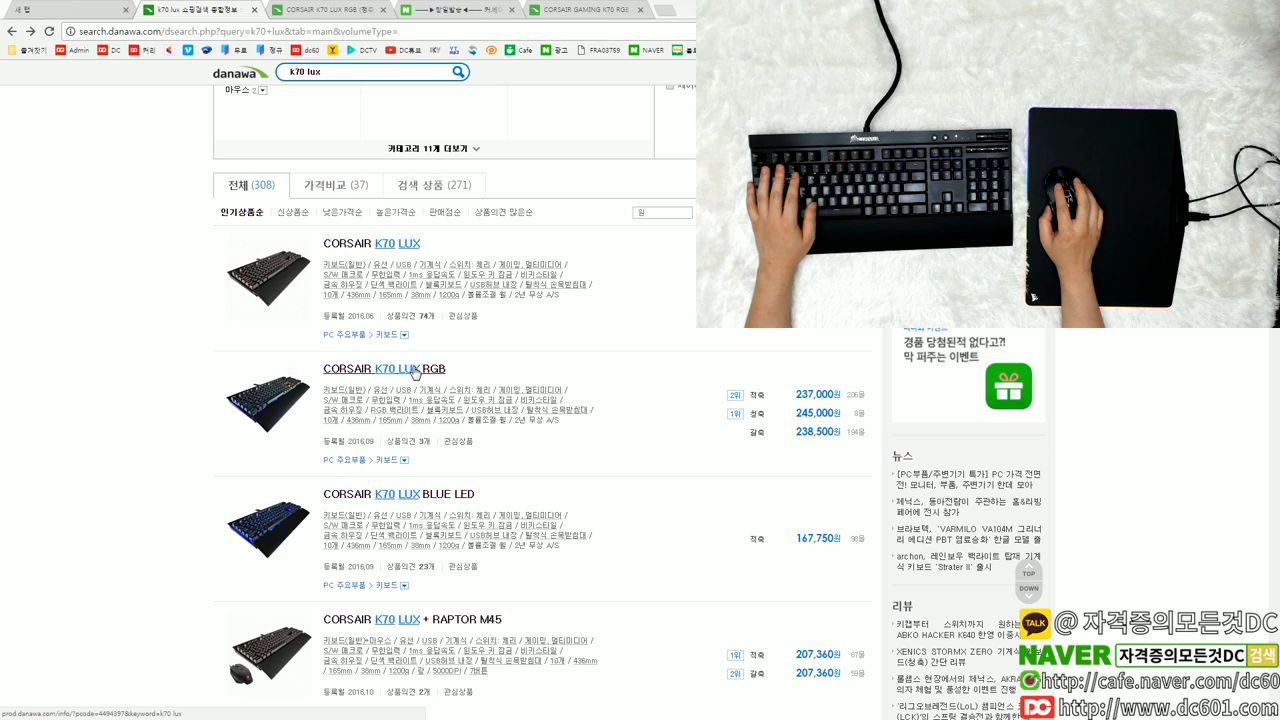 새 탭
k70 lux 쇼핑검색 종합정보 :
CORSAIR K70 LUX RGB (청
CORSAIR GAMING K70 RGB
search.danawa.com/dsearch.php?query=k70+lux&tab=main&volumeType=
즐겨찾기
Admin
DC
커리
무료
정규
dc60
DCTV
DC툥료
IKY
Cafe
광고
FRA03759
NAVER
danawa
k70 lux
마우스 2
카테고리 11개 더보기
전체 (308)
가격비교 (37)
검색 상품 (271)
인기상품순
신상품순
낮은가격순
높은가격순
판매점순
상품의견 많은순
원
CORSAIR K70 LUX
키보드(일반) / 유선 / USB / 기계식 / 스위치: 체리 / 게이밍, 멀티미디어 /
S/W 매크로 / 무한입력 / 1ms 응답속도 / 윈도우 키 잠금 / 비키스타일 /
금속 하우징 / 단색 백라이트 / 블록키보드 / USB허브 내장 / 탈착식 손목받침대 /
10개 / 436mm / 165mm / 38mm / 1200g / 볼륨조절 휠 / 2년 무상 A/S
등록월 2016,06 상품의견 74개 관심상품
PC 주요부품 > 키보드
CORSAIR K70 LUX RGB
키보드(일반) / 유선 / USB / 기계식 / 스위치: 체리 / 게이밍, 멀티미디어 /
S/W 매크로 / 무한입력 / 1ms 응답속도 / 윈도우 키 잠금 / 비키스타일 /
금속 하우징 / RGB 백라이트 / 블록키보드 / USB허브 내장 / 탈착식 손목받침대 /
10개 / 436mm / 165mm / 38mm / 1200g / 볼륨조절 휠 / 2년 무상 A/S
등록월 2016,09 상품의견 3개 관심상품
PC 주요부품 > 키보드
2위 적축 237,000원 206몰
1위 청축 245,000원 8몰
갈축 238,500원 194몰
CORSAIR K70 LUX BLUE LED
키보드(일반) / 유선 / USB / 기계식 / 스위치: 체리 / 게이밍, 멀티미디어 /
S/W 매크로 / 무한입력 / 1ms 응답속도 / 윈도우 키 잠금 / 비키스타일 /
금속 하우징 / 단색 백라이트 / 블록키보드 / USB허브 내장 / 탈착식 손목받침대 /
10개 / 436mm / 165mm / 38mm / 1200g / 볼륨조절 휠 / 2년 무상 A/S
등록월 2016,09 상품의견 23개 관심상품
PC 주요부품 > 키보드
적축 167,750원 98몰
CORSAIR K70 LUX + RAPTOR M45
키보드(일반)+마우스 / 유선 / USB / 기계식 / 스위치: 체리 / 게이밍, 멀티미디어 /
S/W 매크로 / 무한입력 / 1ms 응답속도 / 윈도우 키 잠금 / 비키스타일 /
금속 하우징 / 단색 백라이트 / USB허브 내장 / 탈착식 손목받침대 / 10개 / 436mm
/ 165mm / 38mm / 1200g / 광 / 5000DPI / 7버튼
등록월 2016,10 상품의견 2개 관심상품
1위 적축 207,360원 67몰
2위 갈축 207,360원 59몰
prod.danawa.com/info/?pcode=4494397&keyword=k70 lux
경품 당첨된적 없다고?!
막 퍼주는 이벤트
뉴스
[PC부품/주변기기 특가] PC 가격 전면
전! 모니터, 부품, 주변기기 한데 모아
제닉스, 동아전람이 주관하는 홈&리빙
페어에 전시 참가
브라보텍, 'VARMILO VA104M 그리너
리 에디션 PBT 염료승화' 한글 모델 출
archon, 레인보우 백라이트 탑재 기계
식 키보드 'Strater II' 출시
TOP
DOWN
리뷰
키캡부터 스위치까지 원하는
ABKO HACKER K640 한영 이중사
XENICS STORMX ZERO 기계식
드(청축) 간단 리뷰
롤챔스 현장에서의 제닉스, AKRA
의자 체험 및 풍성한 이벤트 진행
'리그오브레전드(LoL) 챔피언스
(LCK)'의 스프링 결승전과 함께한
TALK @ 자격증의모든것DC
NAVER 자격증의모든것DC 검색
http://cafe.naver.com/dc60
DC http://www.dc601.com/